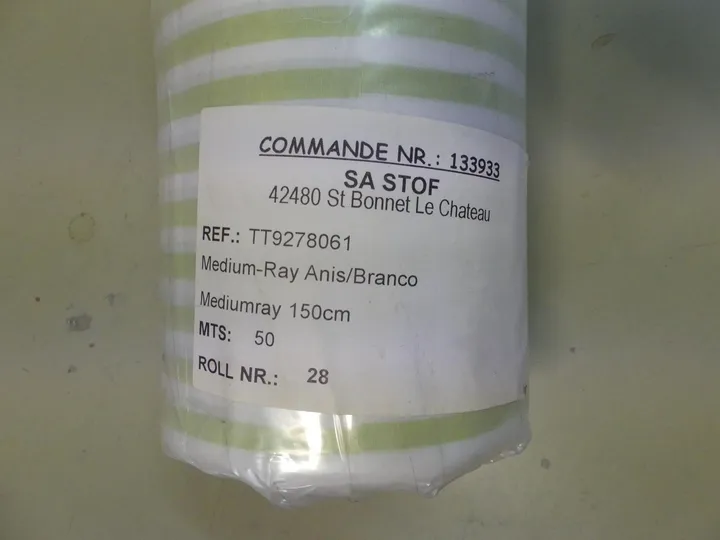 COMMANDE NR.: 133933
SA STOF
42480 St Bonnet Le Chateau
REF.: TT9278061
Medium-Ray Anis/Branco
Mediumray 150cm
MTS: 50
ROLL NR.: 28